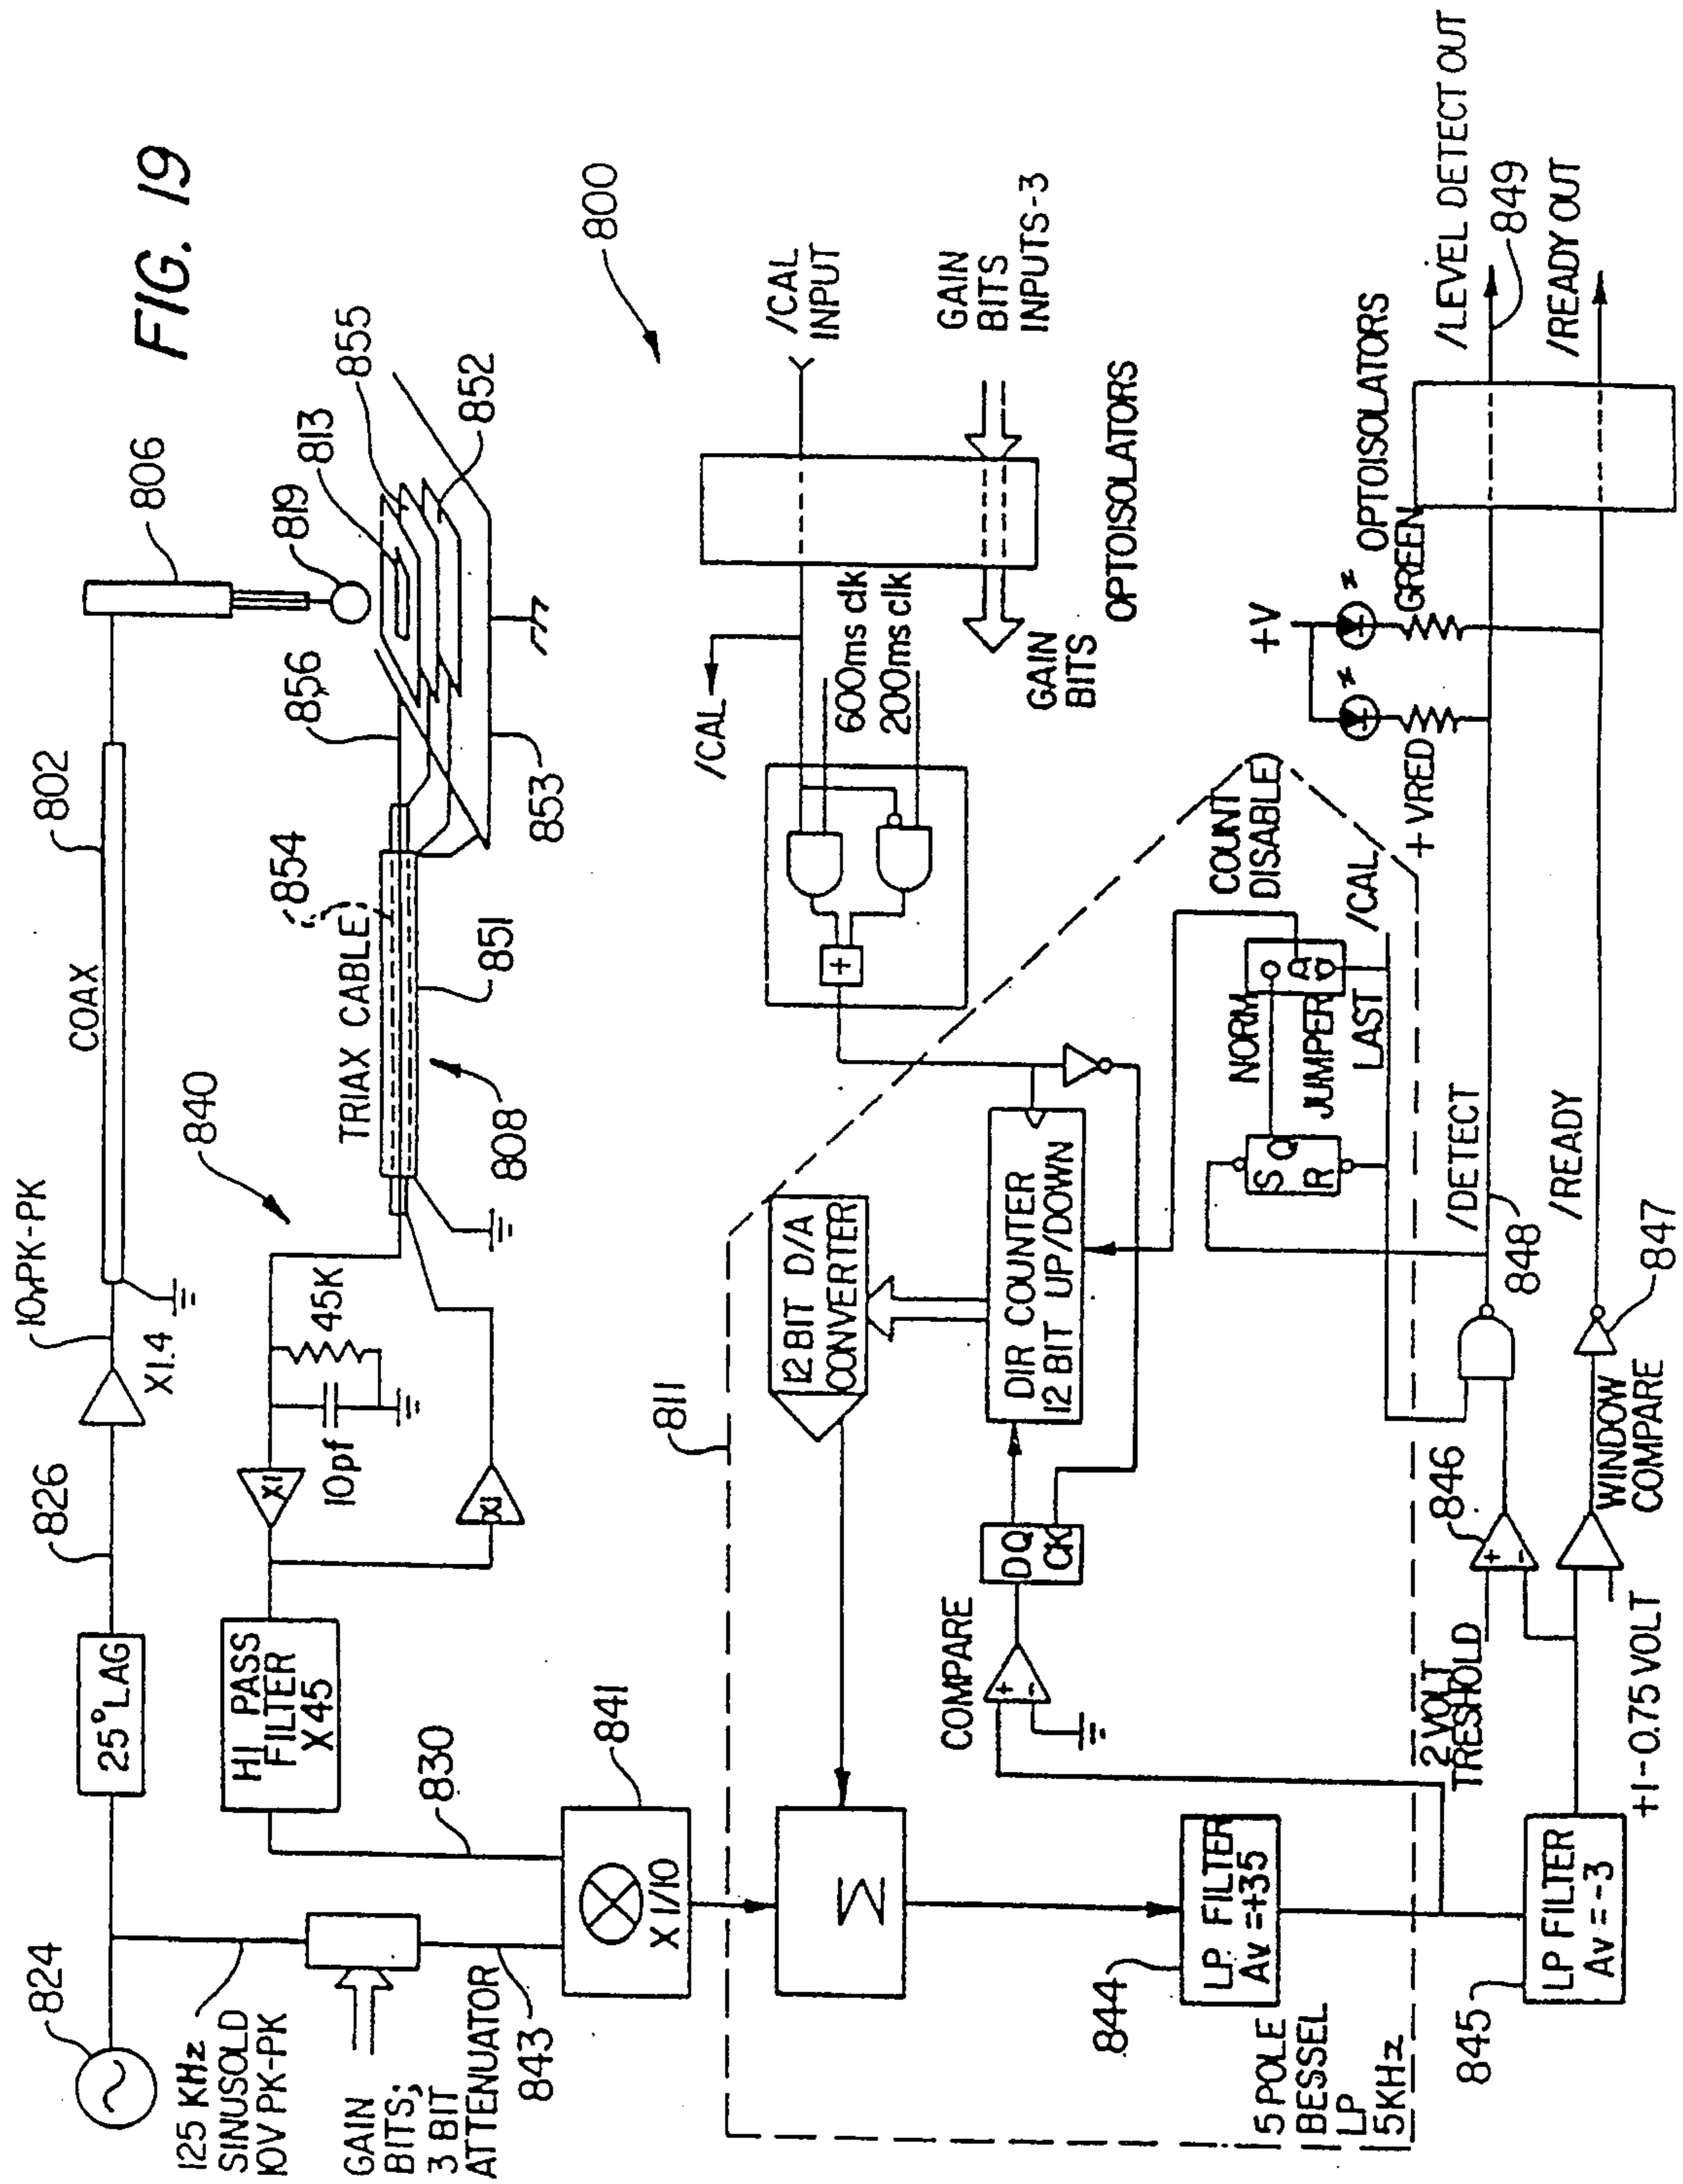 FIG. 19
824
125 KHz
SINUSOLD
10V PK-PK
25°LAG
826
X1.4
10vPK-PK
COAX
802
806
819
813
855
852
856
853
840
TRIAX CABLE
854
851
808
45K
10pf
X1
X1
HI PASS
FILTER
X45
830
GAIN
BITS;
3 BIT
ATTENUATOR
843
841
X1/10
800
/CAL
INPUT
GAIN
BITS
INPUTS-3
OPTOISOLATORS
/CAL
600ms clk
200ms clk
GAIN
BITS
+
811
12 BIT D/A
CONVERTER
Σ
DIR COUNTER
12 BIT UP/DOWN
COMPARE
+
-
DQ
CK
COUNT
DISABLE
NORM
JUMPER
LAST
/CAL
S
Q
R
844
LP. FILTER
Av =+35
5 POLE
BESSEL
LP
5KHz
845
LP FILTER
Av =-3
2 VOLT
TRESHOLD
+
-
846
+1-0.75 VOLT
WINDOW
COMPARE
847
848
/DETECT
/READY
+V
+VRED
GREEN
OPTOISOLATORS
/LEVEL DETECT OUT
849
/READY OUT